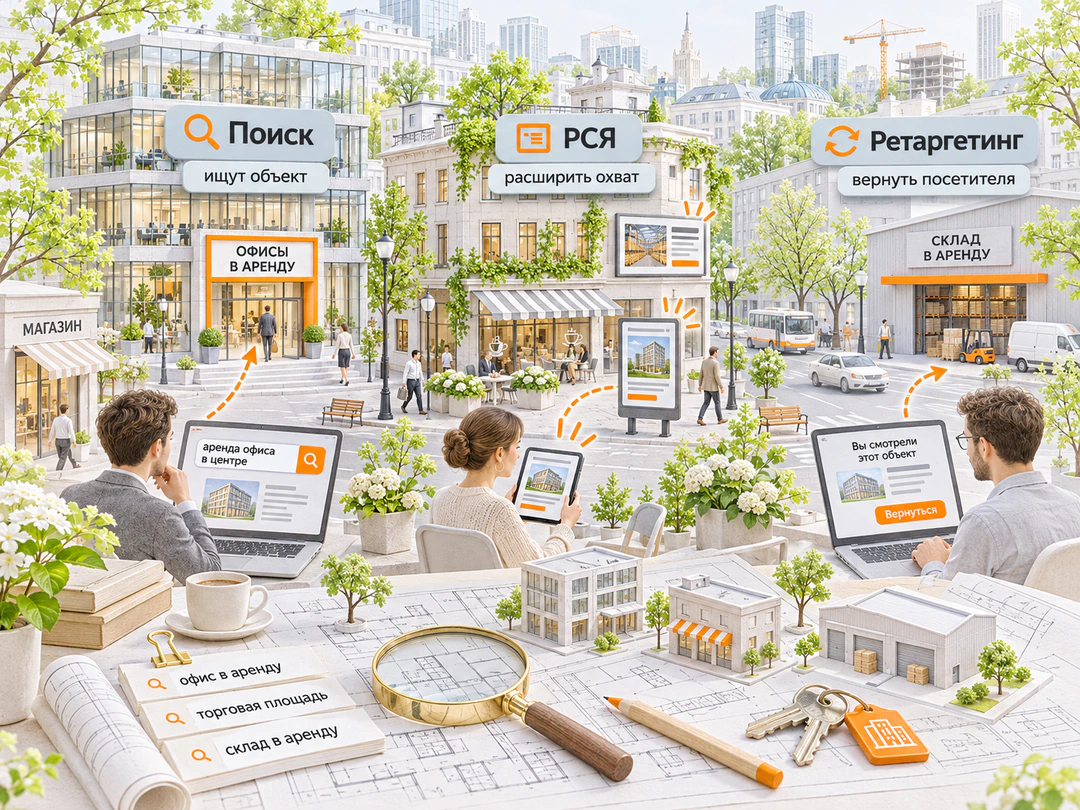 Поиск
ищут объект
РСЯ
расширить охват
Ретаргетинг
вернуть посетителя
ОФИСЫ
В АРЕНДУ
СКЛАД
В АРЕНДУ
МАГАЗИН
аренда офиса
в центре
Вы смотрели
этот объект
Вернуться
офис в аренду
торговая площадь
склад в аренду